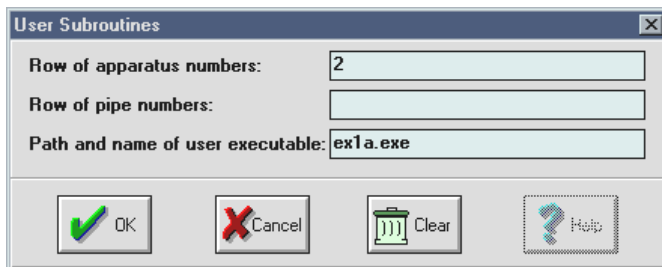 User Subroutines
Row of apparatus numbers: 2
Row of pipe numbers:
Path and name of user executable: ex1a.exe
OK Cancel Clear Help